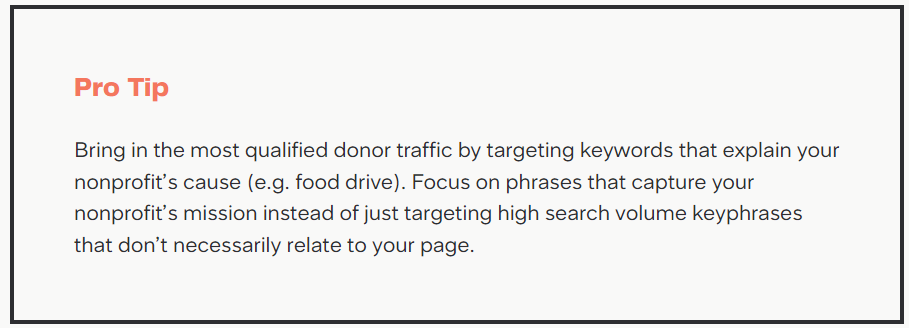 Pro Tip
Bring in the most qualified donor traffic by targeting keywords that explain your
nonprofit’s cause (e.g. food drive). Focus on phrases that capture your
nonprofit’s mission instead of just targeting high search volume keyphrases
that don’t necessarily relate to your page.